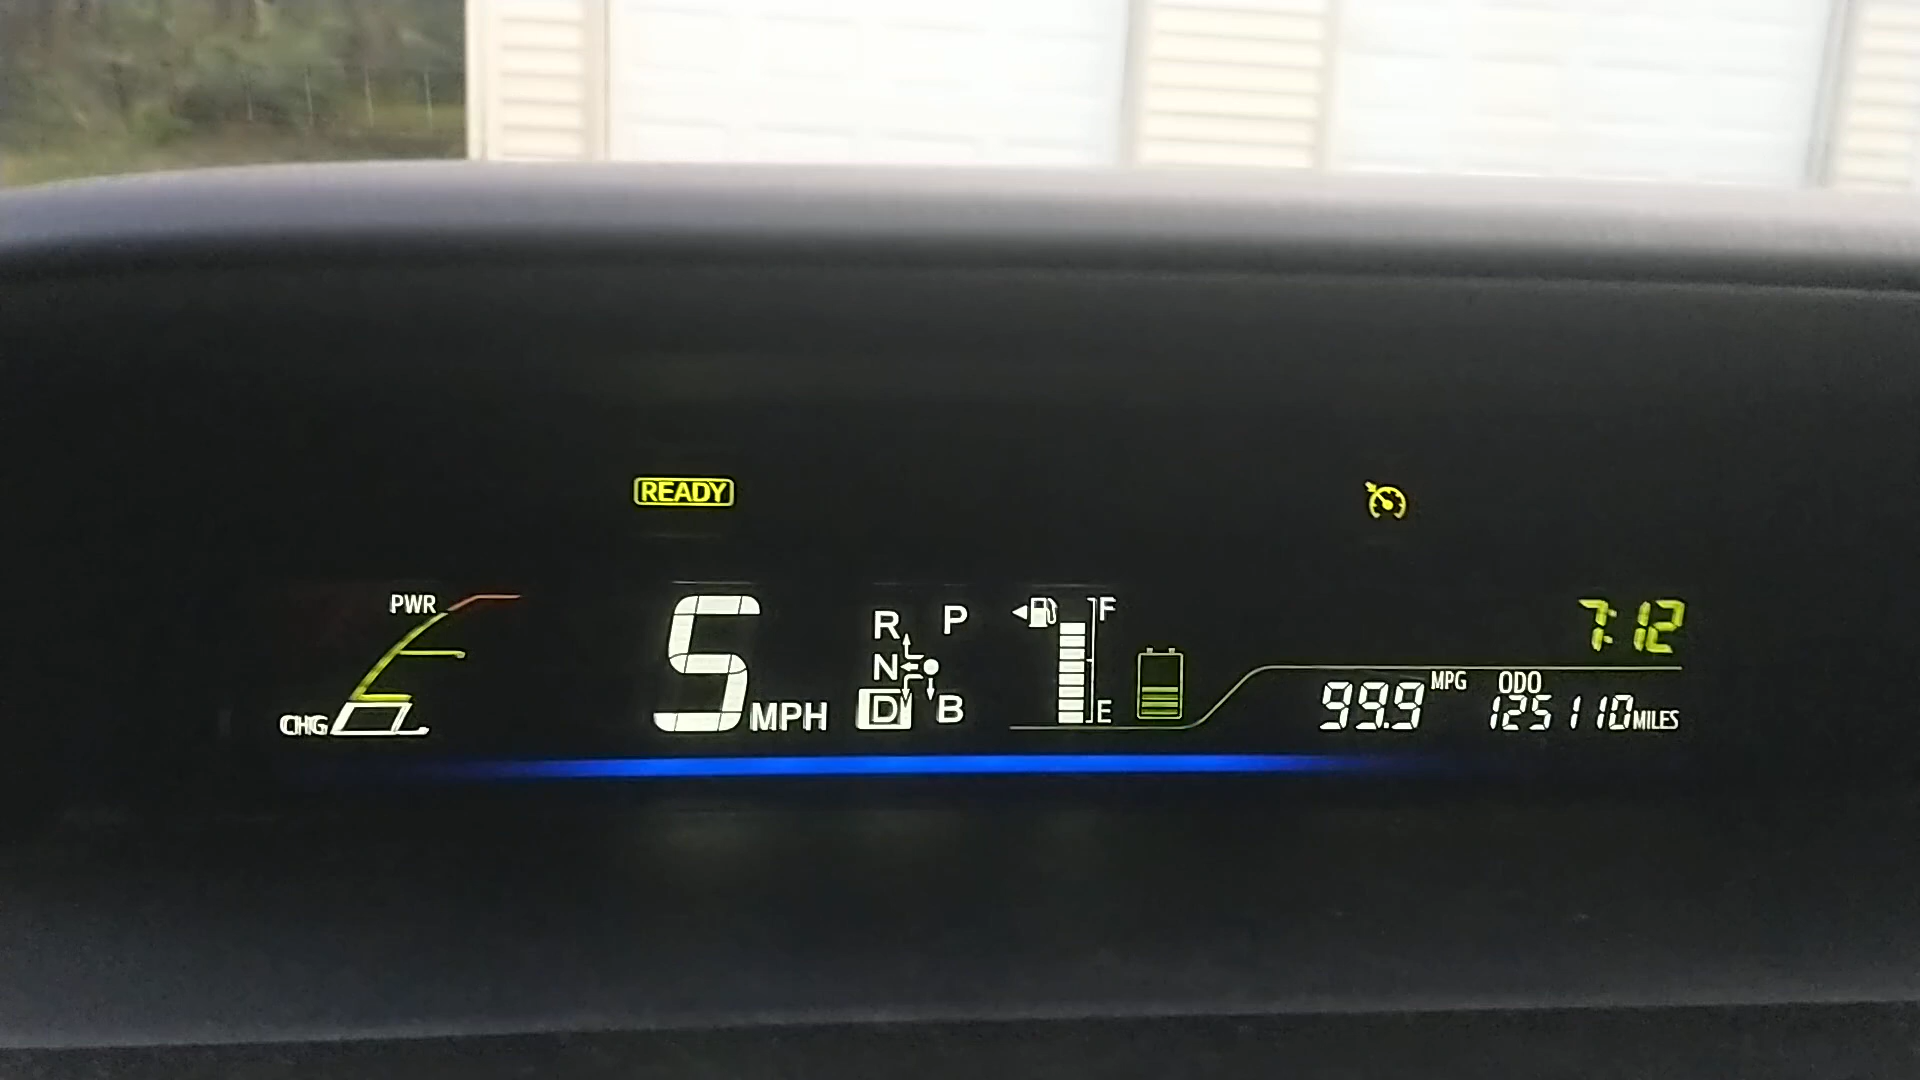 READY
PWR
CHG
5 MPH
R P
N
D B
F
E
7:12
99.9 MPG
ODO
125110 MILES